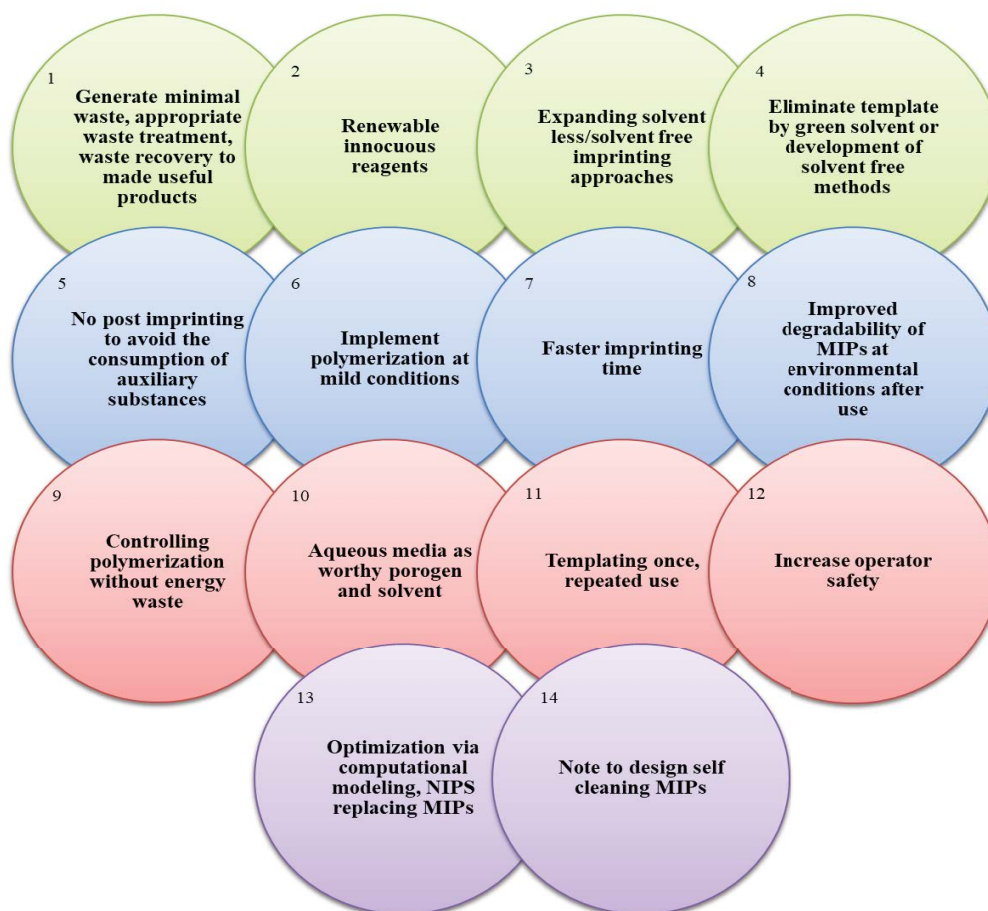 1
Generate minimal
waste, appropriate
waste treatment,
waste recovery to
made useful
products
2
Renewable
innocuous
reagents
3
Expanding solvent
less/solvent free
imprinting
approaches
4
Eliminate template
by green solvent or
development of
solvent free
methods
5
No post imprinting
to avoid the
consumption of
auxiliary
substances
6
Implement
polymerization at
mild conditions
7
Faster imprinting
time
8
Improved
degradability of
MIPs at
environmental
conditions after
use
9
Controlling
polymerization
without energy
waste
10
Aqueous media as
worthy porogen
and solvent
11
Templating once,
repeated use
12
Increase operator
safety
13
Optimization via
computational
modeling, NIPS
replacing MIPs
14
Note to design self
cleaning MIPs